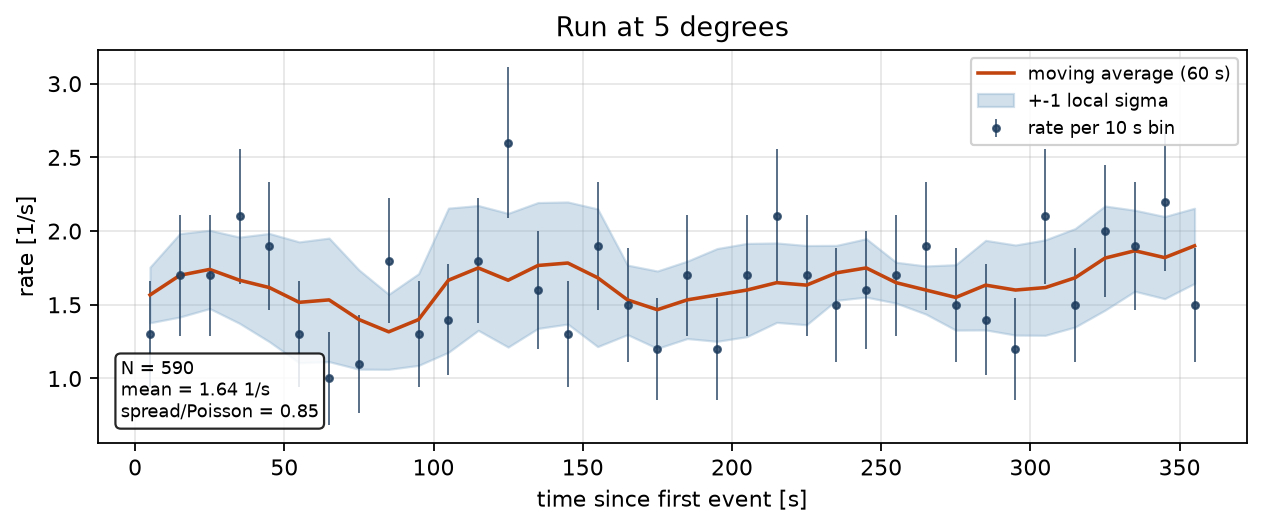 Run at 5 degrees
rate [1/s]
3.0
2.5
2.0
1.5
1.0
moving average (60 s)
+-1 local sigma
rate per 10 s bin
N = 590
mean = 1.64 1/s
spread/Poisson = 0.85
0 50 100 150 200 250 300 350
time since first event [s]